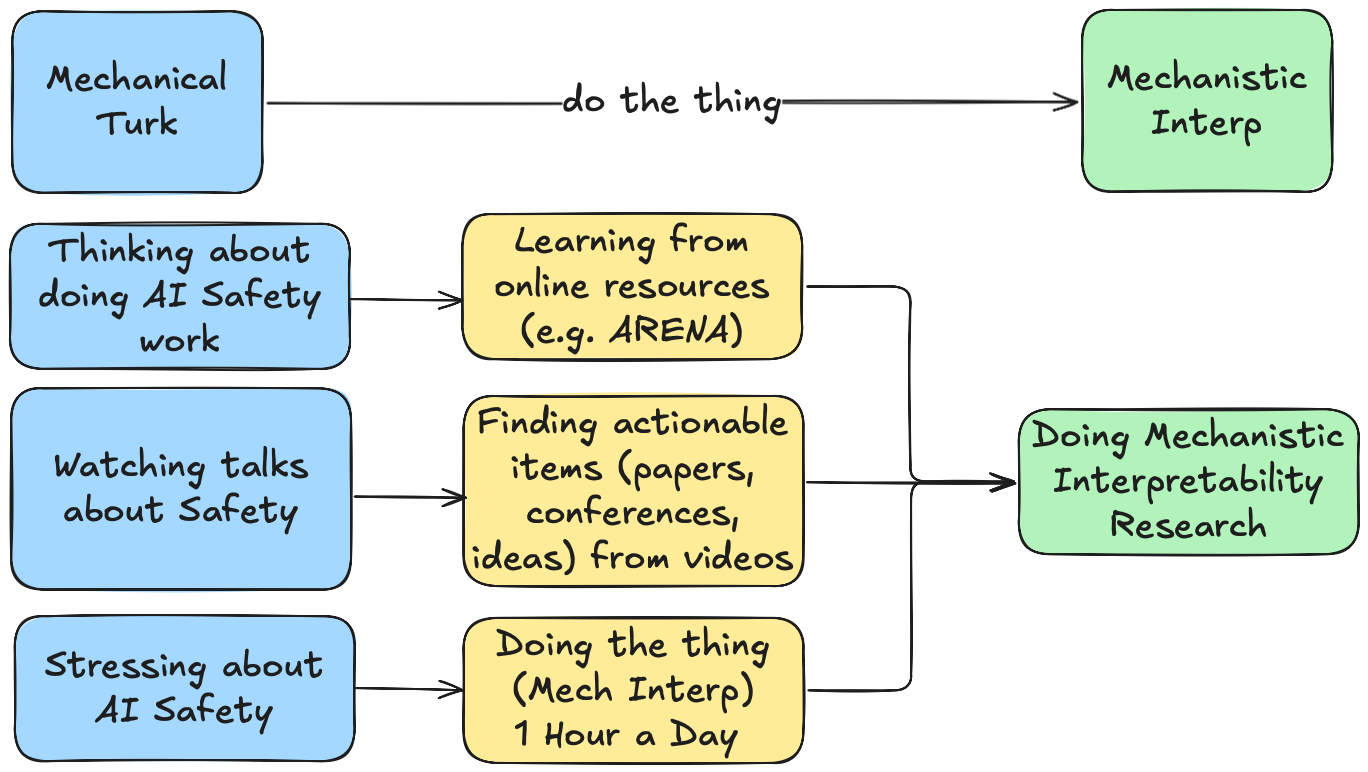 Mechanical
Turk
do the thing
Mechanistic
Interp
Thinking about
doing AI Safety
work
Learning from
online resources
(e.g. ARENA)
Watching talks
about Safety
Finding actionable
items (papers,
conferences,
ideas) from videos
Doing Mechanistic
Interpretability
Research
Stressing about
AI Safety
Doing the thing
(Mech Interp)
1 Hour a Day